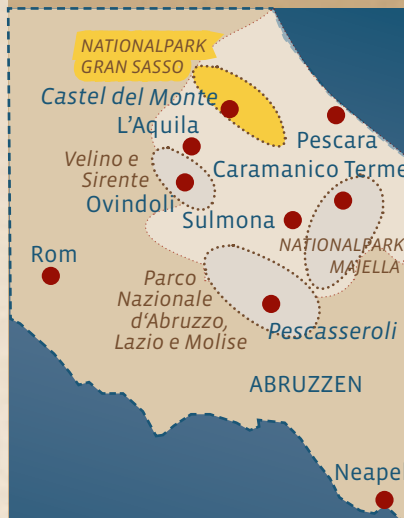 NATIONALPARK
GRAN SASSO
Castel del Monte
L'Aquila
Pescara
Velino e
Sirente
Caramanico Terme
Ovindoli
Sulmona
Rom
NATIONALPARK
MAJELLA
Parco
Nazionale
d'Abruzzo,
Lazio e Molise
Pescasseroli
ABRUZZEN
Neapel